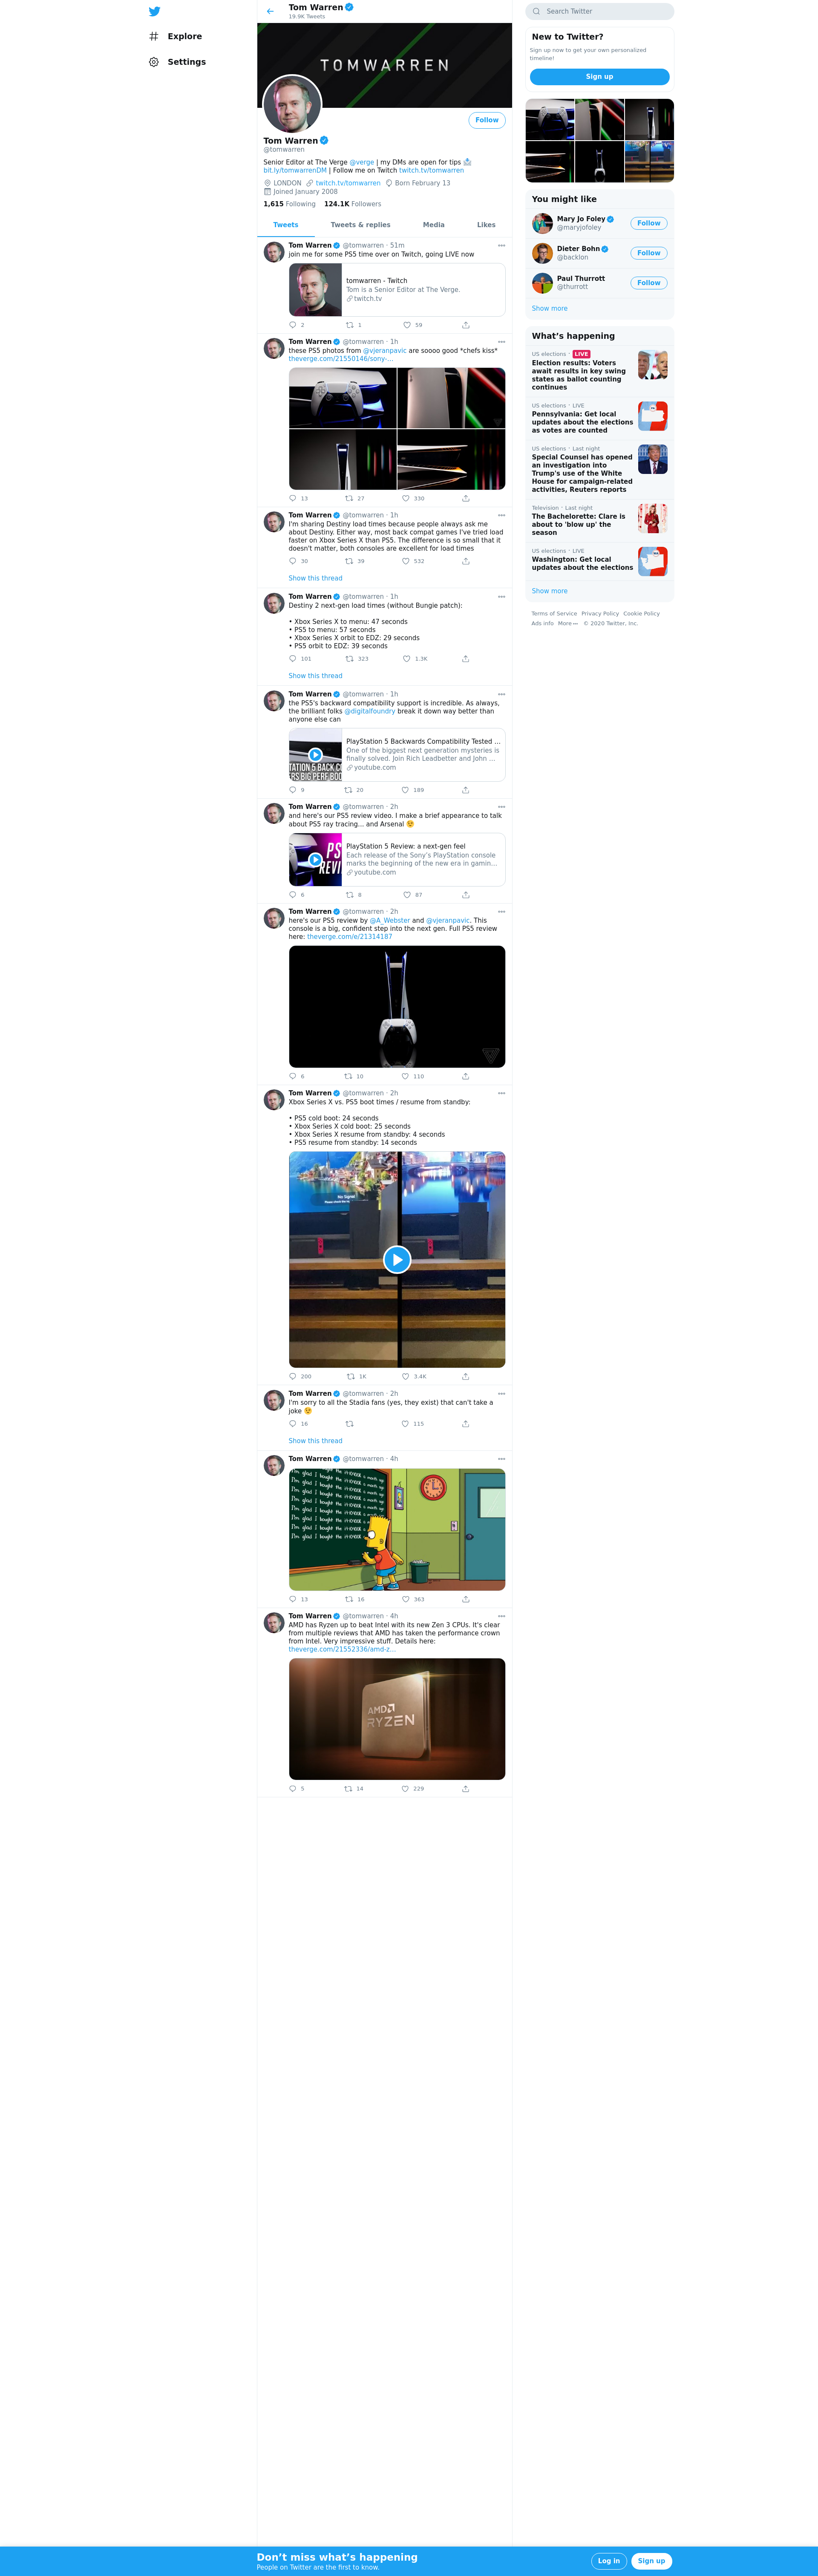 Explore
Settings
Tom Warren
19.9K Tweets
TOMWARREN
Follow
Tom Warren
@tomwarren
Senior Editor at The Verge @verge | my DMs are open for tips
bit.ly/tomwarrenDM | Follow me on Twitch twitch.tv/tomwarren
LONDON twitch.tv/tomwarren Born February 13
Joined January 2008
1,615 Following 124.1K Followers
Tweets Tweets & replies Media Likes
Tom Warren @tomwarren · 51m
join me for some PS5 time over on Twitch, going LIVE now
tomwarren - Twitch
Tom is a Senior Editor at The Verge.
twitch.tv
2 1 59
Tom Warren @tomwarren · 1h
these PS5 photos from @vjeranpavic are soooo good *chefs kiss*
theverge.com/21550146/sony-…
13 27 330
Tom Warren @tomwarren · 1h
I'm sharing Destiny load times because people always ask me
about Destiny. Either way, most back compat games I've tried load
faster on Xbox Series X than PS5. The difference is so small that it
doesn't matter, both consoles are excellent for load times
30 39 532
Show this thread
Tom Warren @tomwarren · 1h
Destiny 2 next-gen load times (without Bungie patch):
• Xbox Series X to menu: 47 seconds
• PS5 to menu: 57 seconds
• Xbox Series X orbit to EDZ: 29 seconds
• PS5 orbit to EDZ: 39 seconds
101 323 1.3K
Show this thread
Tom Warren @tomwarren · 1h
the PS5's backward compatibility support is incredible. As always,
the brilliant folks @digitalfoundry break it down way better than
anyone else can
PlayStation 5 Backwards Compatibility Tested …
One of the biggest next generation mysteries is
finally solved. Join Rich Leadbetter and John …
youtube.com
9 20 189
Tom Warren @tomwarren · 2h
and here's our PS5 review video. I make a brief appearance to talk
about PS5 ray tracing... and Arsenal
PlayStation 5 Review: a next-gen feel
Each release of the Sony's PlayStation console
marks the beginning of the new era in gamin…
youtube.com
6 8 67
Tom Warren @tomwarren · 2h
here's our PS5 review by @A_Webster and @vjeranpavic. This
console is a big, confident step into the next gen. Full PS5 review
here: theverge.com/e/21314187
6 10 110
Tom Warren @tomwarren · 2h
Xbox Series X vs. PS5 boot times / resume from standby:
• PS5 cold boot: 24 seconds
• Xbox Series X cold boot: 25 seconds
• Xbox Series X resume from standby: 4 seconds
• PS5 resume from standby: 14 seconds
No Signal
200 1K 3.4K
Tom Warren @tomwarren · 2h
I'm sorry to all the Stadia fans (yes, they exist) that can't take a
joke
16 115
Show this thread
Tom Warren @tomwarren · 4h
13 16 363
Tom Warren @tomwarren · 4h
AMD has Ryzen up to beat Intel with its new Zen 3 CPUs. It's clear
from multiple reviews that AMD has taken the performance crown
from Intel. Very impressive stuff. Details here:
theverge.com/21552336/amd-z…
AMD
RYZEN
5 14 229
Search Twitter
New to Twitter?
Sign up now to get your own personalized
timeline!
Sign up
You might like
Mary Jo Foley
@maryjofoley
Follow
Dieter Bohn
@backlon
Follow
Paul Thurrott
@thurrott
Follow
Show more
What's happening
US elections · LIVE
Election results: Voters
await results in key swing
states as ballot counting
continues
US elections · LIVE
Pennsylvania: Get local
updates about the elections
as votes are counted
US elections · Last night
Special Counsel has opened
an investigation into
Trump's use of the White
House for campaign-related
activities, Reuters reports
Television · Last night
The Bachelorette: Clare is
about to 'blow up' the
season
US elections · LIVE
Washington: Get local
updates about the elections
Show more
Terms of Service Privacy Policy Cookie Policy
Ads info More © 2020 Twitter, Inc.
Don't miss what's happening
People on Twitter are the first to know.
Log in
Sign up